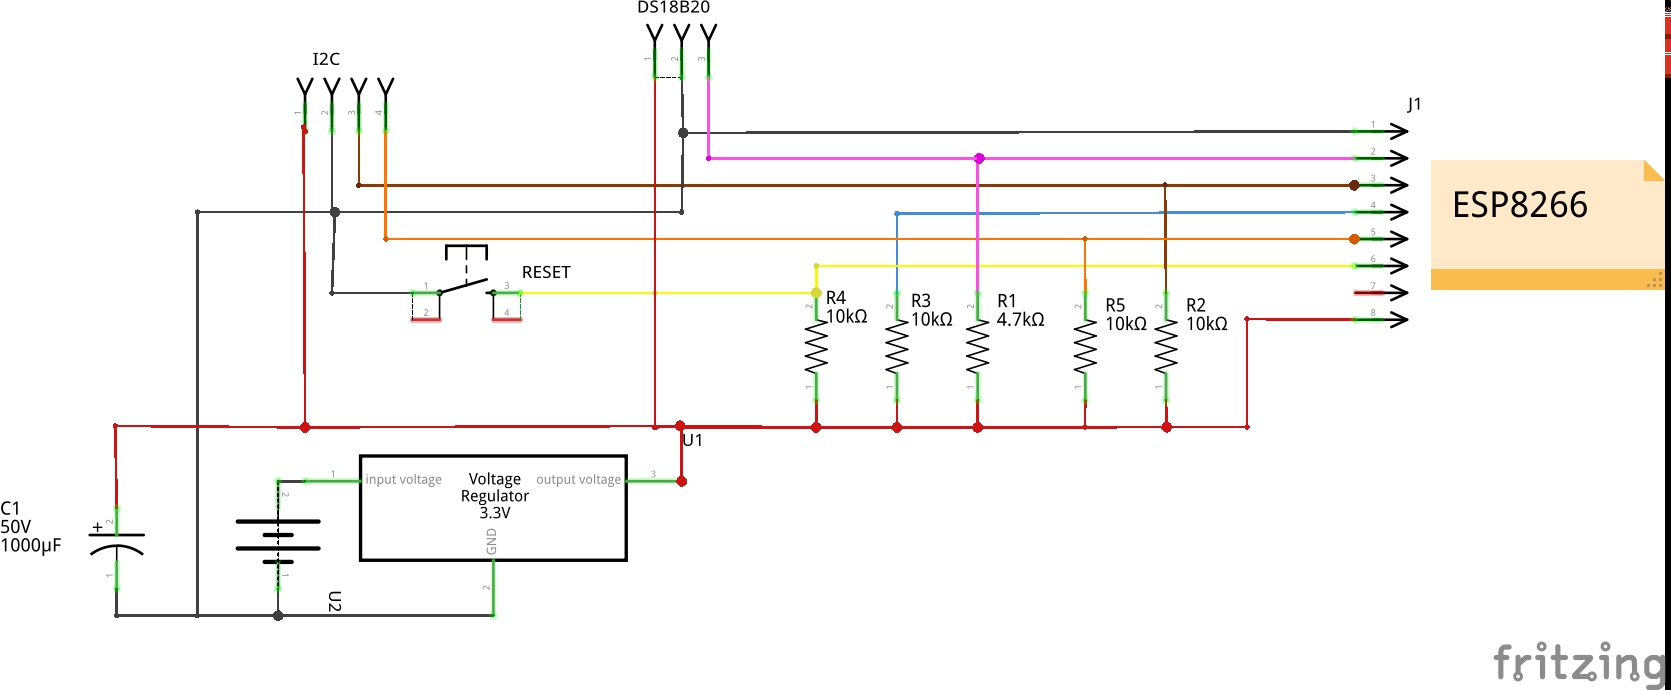 DS18B20
1
2
3
I2C
1
2
3
4
J1
1
2
3
4
5
6
7
8
ESP8266
RESET
1
3
2
4
2
R4
10kΩ
2
R3
10kΩ
2
R1
4.7kΩ
2
R5
10kΩ
2
R2
10kΩ
1
1
1
1
1
U1
1
input voltage
Voltage
Regulator
3.3V
output voltage
3
GND
2
C1
50V
1000μF
+
2
1
2
1
U2
fritzing